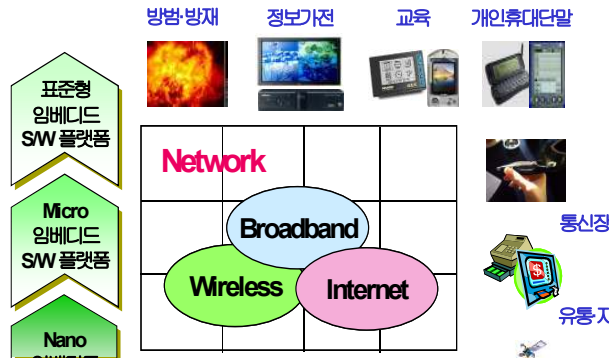 방범·방재 정보가전 교육 개인휴대단말
표준형
임베디드
S/W 플랫폼
Network
Micro
임베디드
S/W 플랫폼
Broadband
통신장
Wireless Internet
유통·
Nano